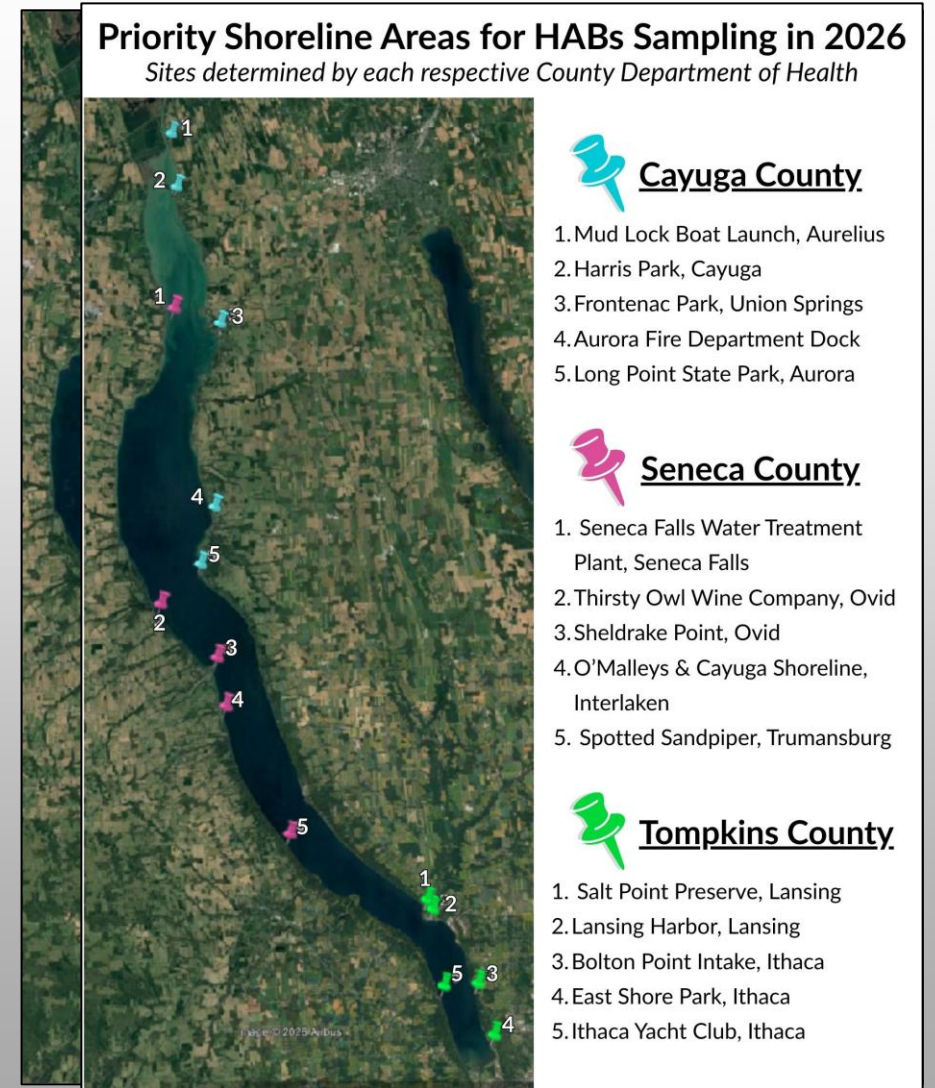 Priority Shoreline Areas for HABs Sampling in 2026
Sites determined by each respective County Department of Health
1
2
1
3
4
5
2
3
4
5
1
2
5
3
4
Image © 2026 Airbus
Cayuga County
1. Mud Lock Boat Launch, Aurelius
2. Harris Park, Cayuga
3. Frontenac Park, Union Springs
4. Aurora Fire Department Dock
5. Long Point State Park, Aurora
Seneca County
1. Seneca Falls Water Treatment
Plant, Seneca Falls
2. Thirsty Owl Wine Company, Ovid
3. Sheldrake Point, Ovid
4. O’Malleys & Cayuga Shoreline,
Interlaken
5. Spotted Sandpiper, Trumansburg
Tompkins County
1. Salt Point Preserve, Lansing
2. Lansing Harbor, Lansing
3. Bolton Point Intake, Ithaca
4. East Shore Park, Ithaca
5. Ithaca Yacht Club, Ithaca